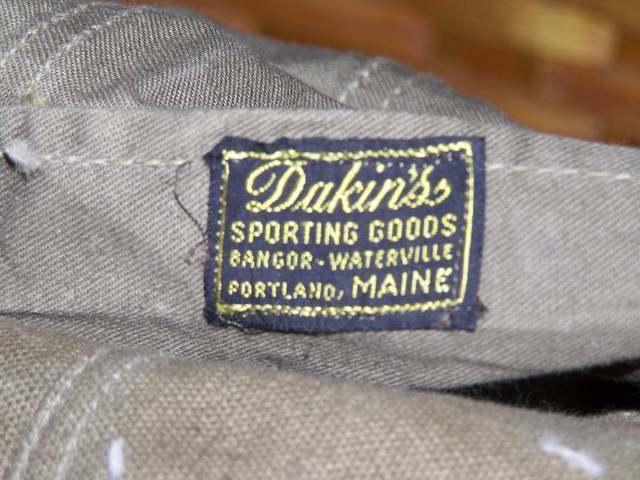 Dakin's
SPORTING GOODS
BANGOR - WATERVILLE
PORTLAND, MAINE